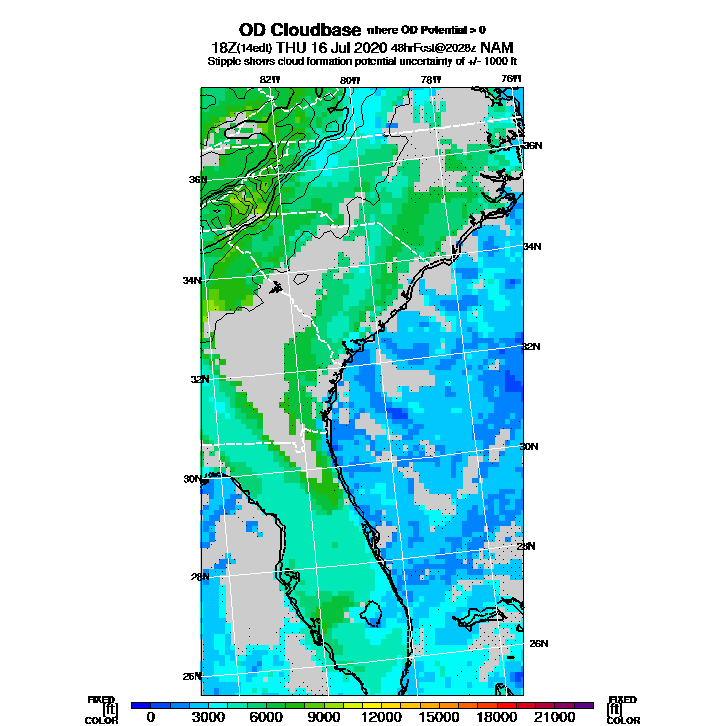 OD Cloudbase where OD Potential > 0
18Z(14edt) THU 16 Jul 2020 48hrFcst@2028z NAM
Stipple shows cloud formation potential uncertainty of +/- 1000 ft
82W 80W 78W 76W
36N 36N
34N 34N
32N 32N
30N 30N
28N 28N
26N 26N
FIXED FIXED
[ft] [ft]
COLOR COLOR
0 3000 6000 9000 12000 15000 18000 21000